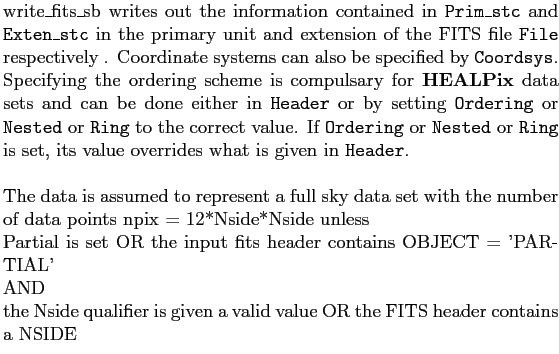 write_fits_sb writes out the information contained in Prim_stc and
Exten_stc in the primary unit and extension of the FITS file File
respectively . Coordinate systems can also be specified by Coordsys.
Specifying the ordering scheme is compulsary for HEALPix data
sets and can be done either in Header or by setting Ordering or
Nested or Ring to the correct value. If Ordering or Nested or Ring
is set, its value overrides what is given in Header.

The data is assumed to represent a full sky data set with the number
of data points npix = 12*Nside*Nside unless
Partial is set OR the input fits header contains OBJECT = 'PAR-
TIAL'
AND
the Nside qualifier is given a valid value OR the FITS header contains
a NSIDE